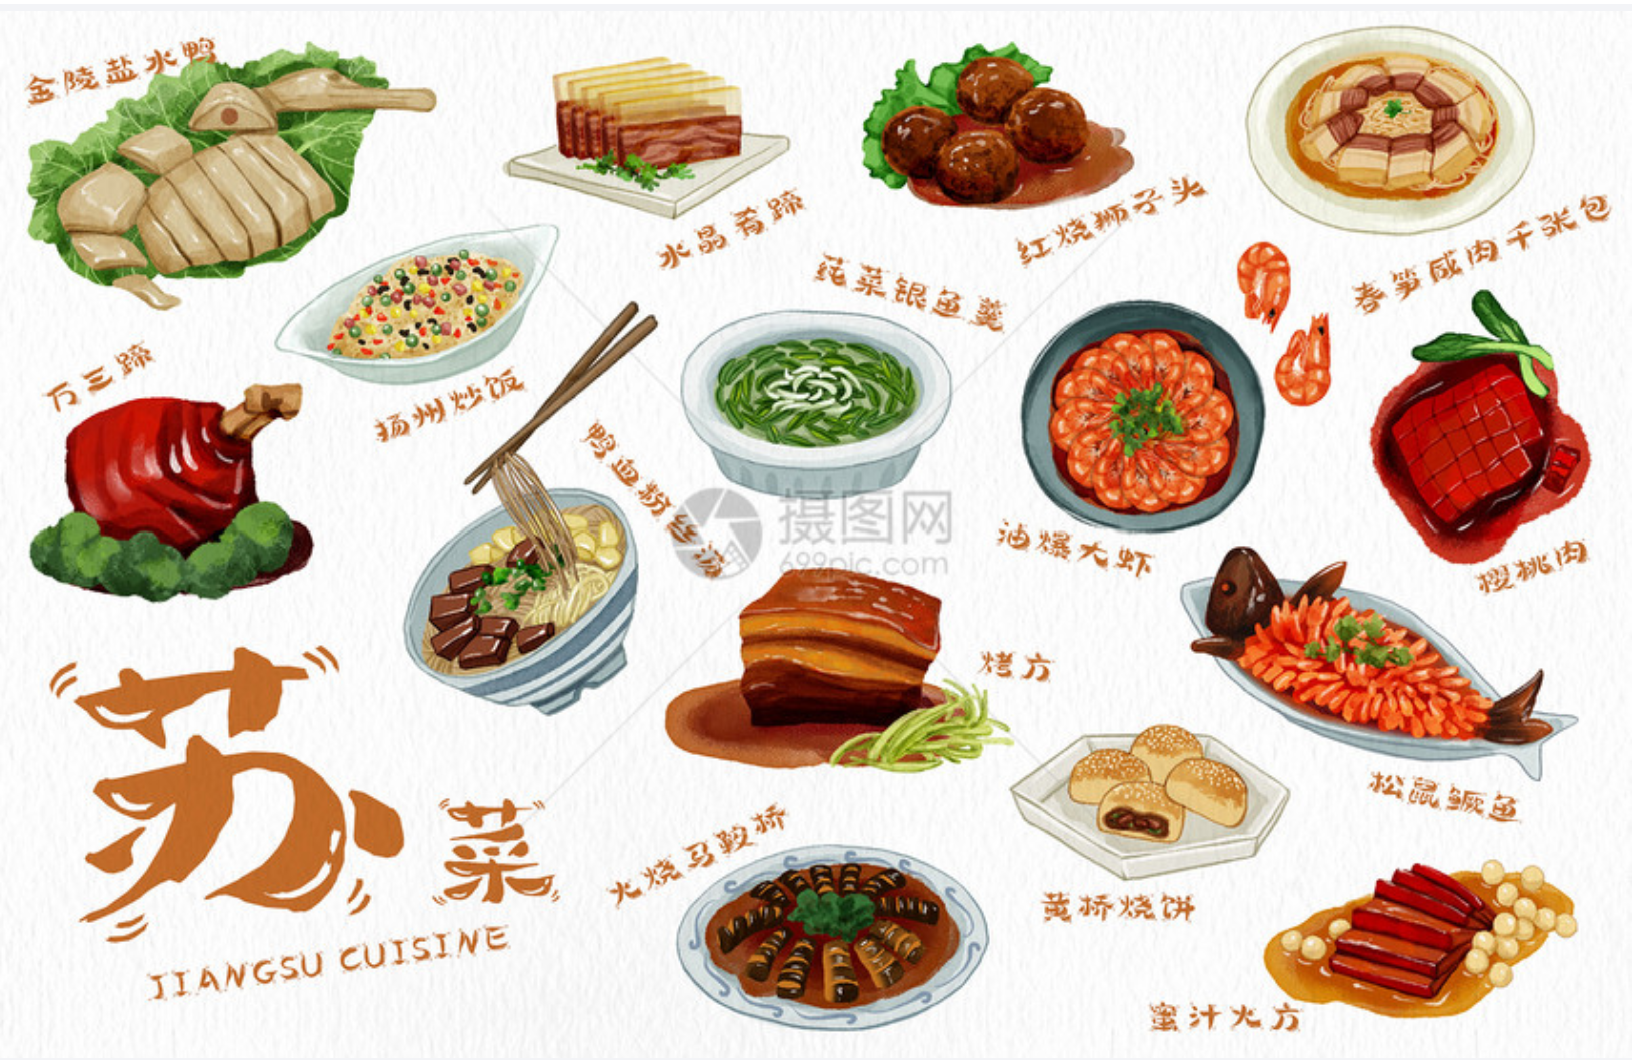 金陵盐水鸭
水晶肴蹄
红烧狮子头
春笋咸肉千张包
万三蹄
扬州炒饭
莼菜银鱼羹
鸭血粉丝汤
油爆大虾
樱桃肉
摄图网
699pic.com
烤方
松鼠鳜鱼
苏菜
JIANGSU CUISINE
火烧马鞍桥
黄桥烧饼
蜜汁火方